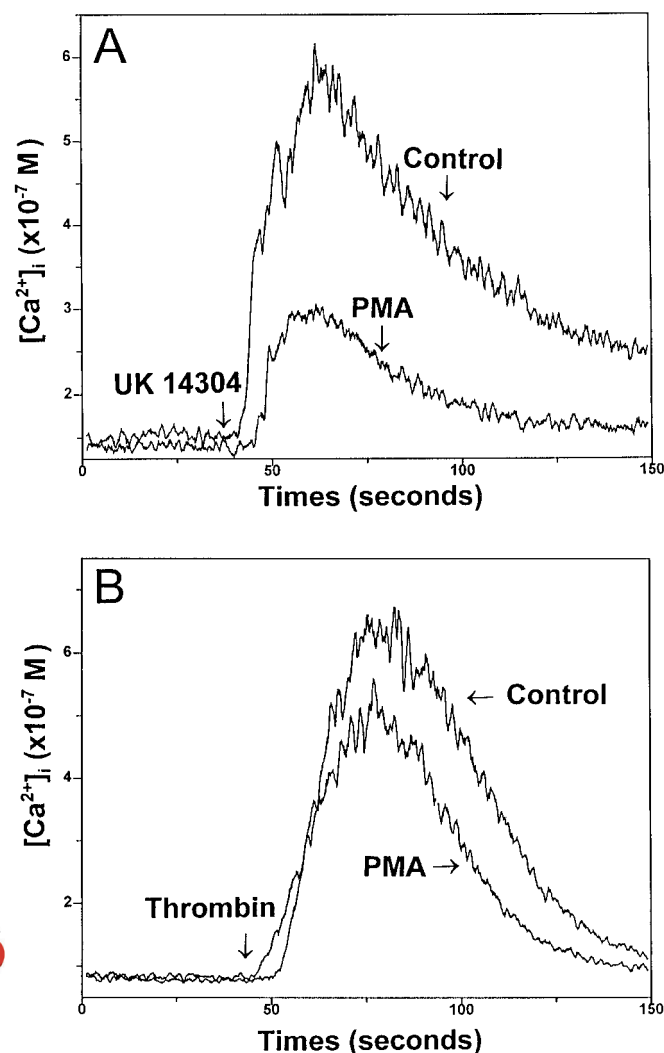 A
6
5
4
3
2
[Ca²⁺]ᵢ (x10⁻⁷ M)
Control
PMA
UK 14304
0 50 100 150
Times (seconds)
B
6
4
2
[Ca²⁺]ᵢ (x10⁻⁷ M)
Control
PMA
Thrombin
0 50 100 150
Times (seconds)